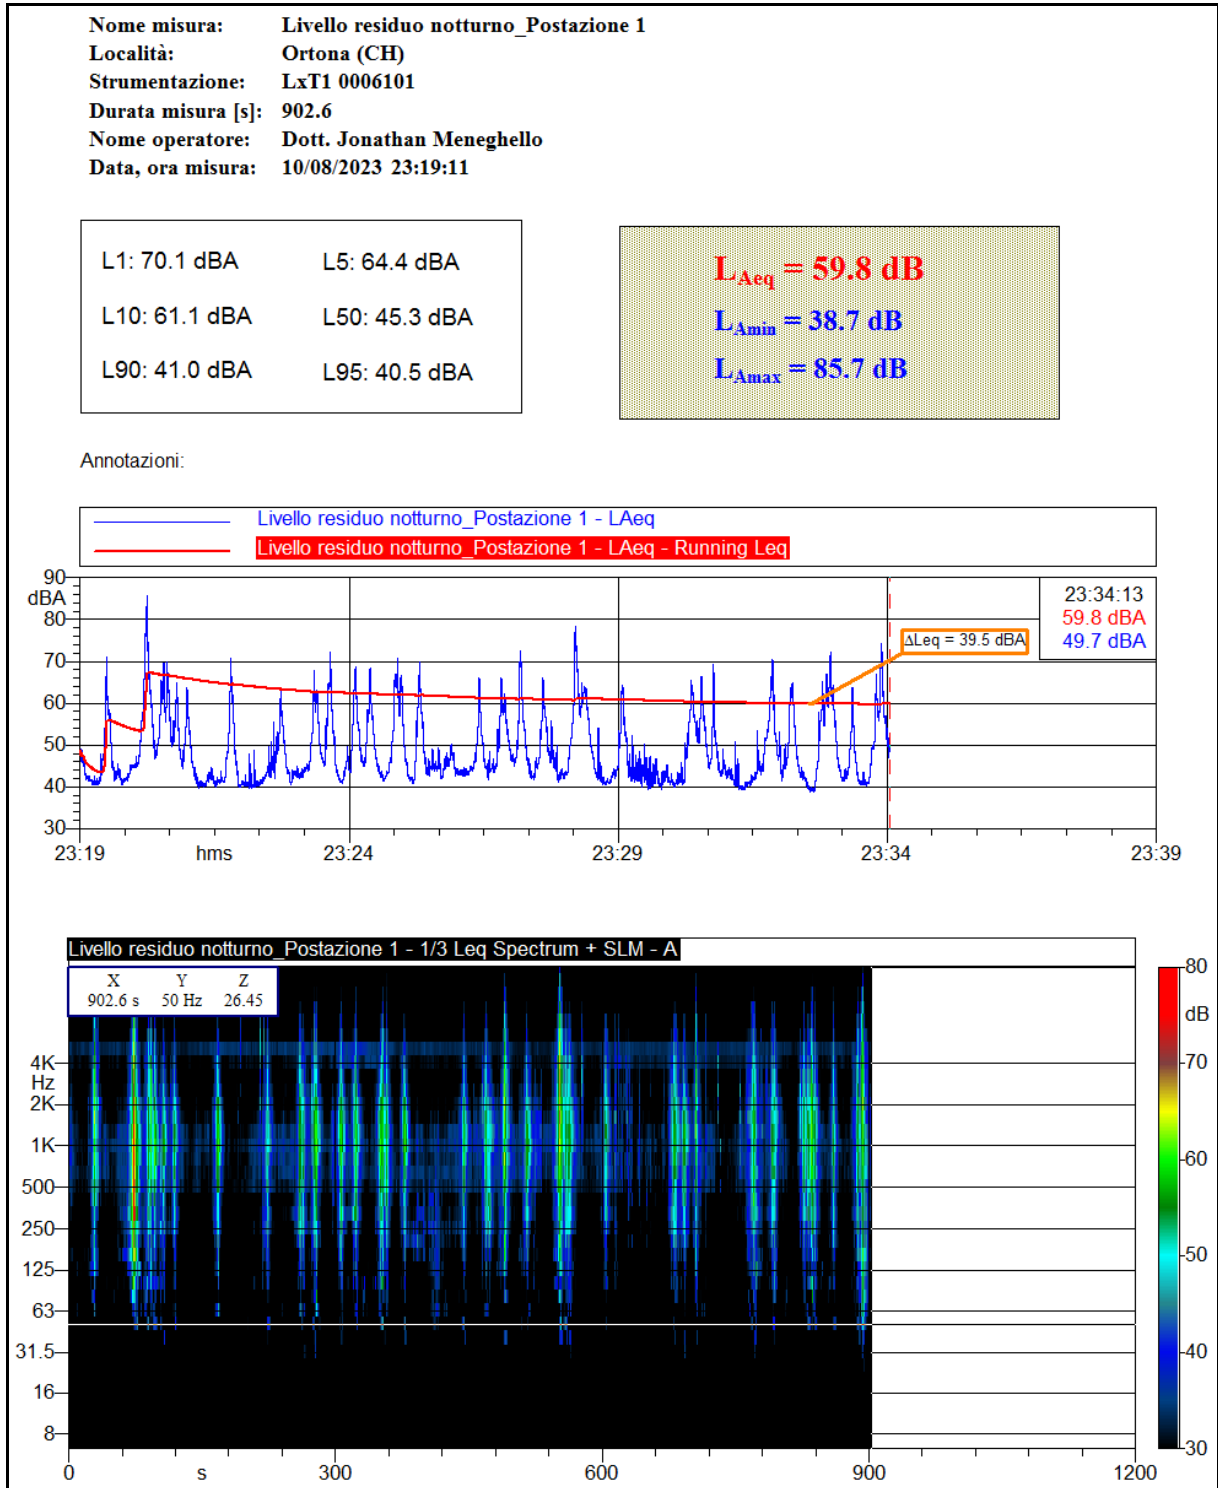 Nome misura: Livello residuo notturno_Postazione 1
Località: Ortona (CH)
Strumentazione: LxT1 0006101
Durata misura [s]: 902.6
Nome operatore: Dott. Jonathan Meneghello
Data, ora misura: 10/08/2023 23:19:11
L1: 70.1 dBA L5: 64.4 dBA
L10: 61.1 dBA L50: 45.3 dBA
L90: 41.0 dBA L95: 40.5 dBA
LAeq = 59.8 dB
LAmin = 38.7 dB
LAmax = 85.7 dB
Annotazioni:
Livello residuo notturno_Postazione 1 - LAeq
Livello residuo notturno_Postazione 1 - LAeq - Running Leq
90
dBA
80
70
60
50
40
30
23:34:13
59.8 dBA
49.7 dBA
ΔLeq = 39.5 dBA
23:19 hms 23:24 23:29 23:34 23:39
Livello residuo notturno_Postazione 1 - 1/3 Leq Spectrum + SLM - A
X Y Z
902.6 s 50 Hz 26.45
4K
Hz
2K
1K
500
250
125
63
31.5
16
8
80
dB
70
60
50
40
30
0 s 300 600 900 1200